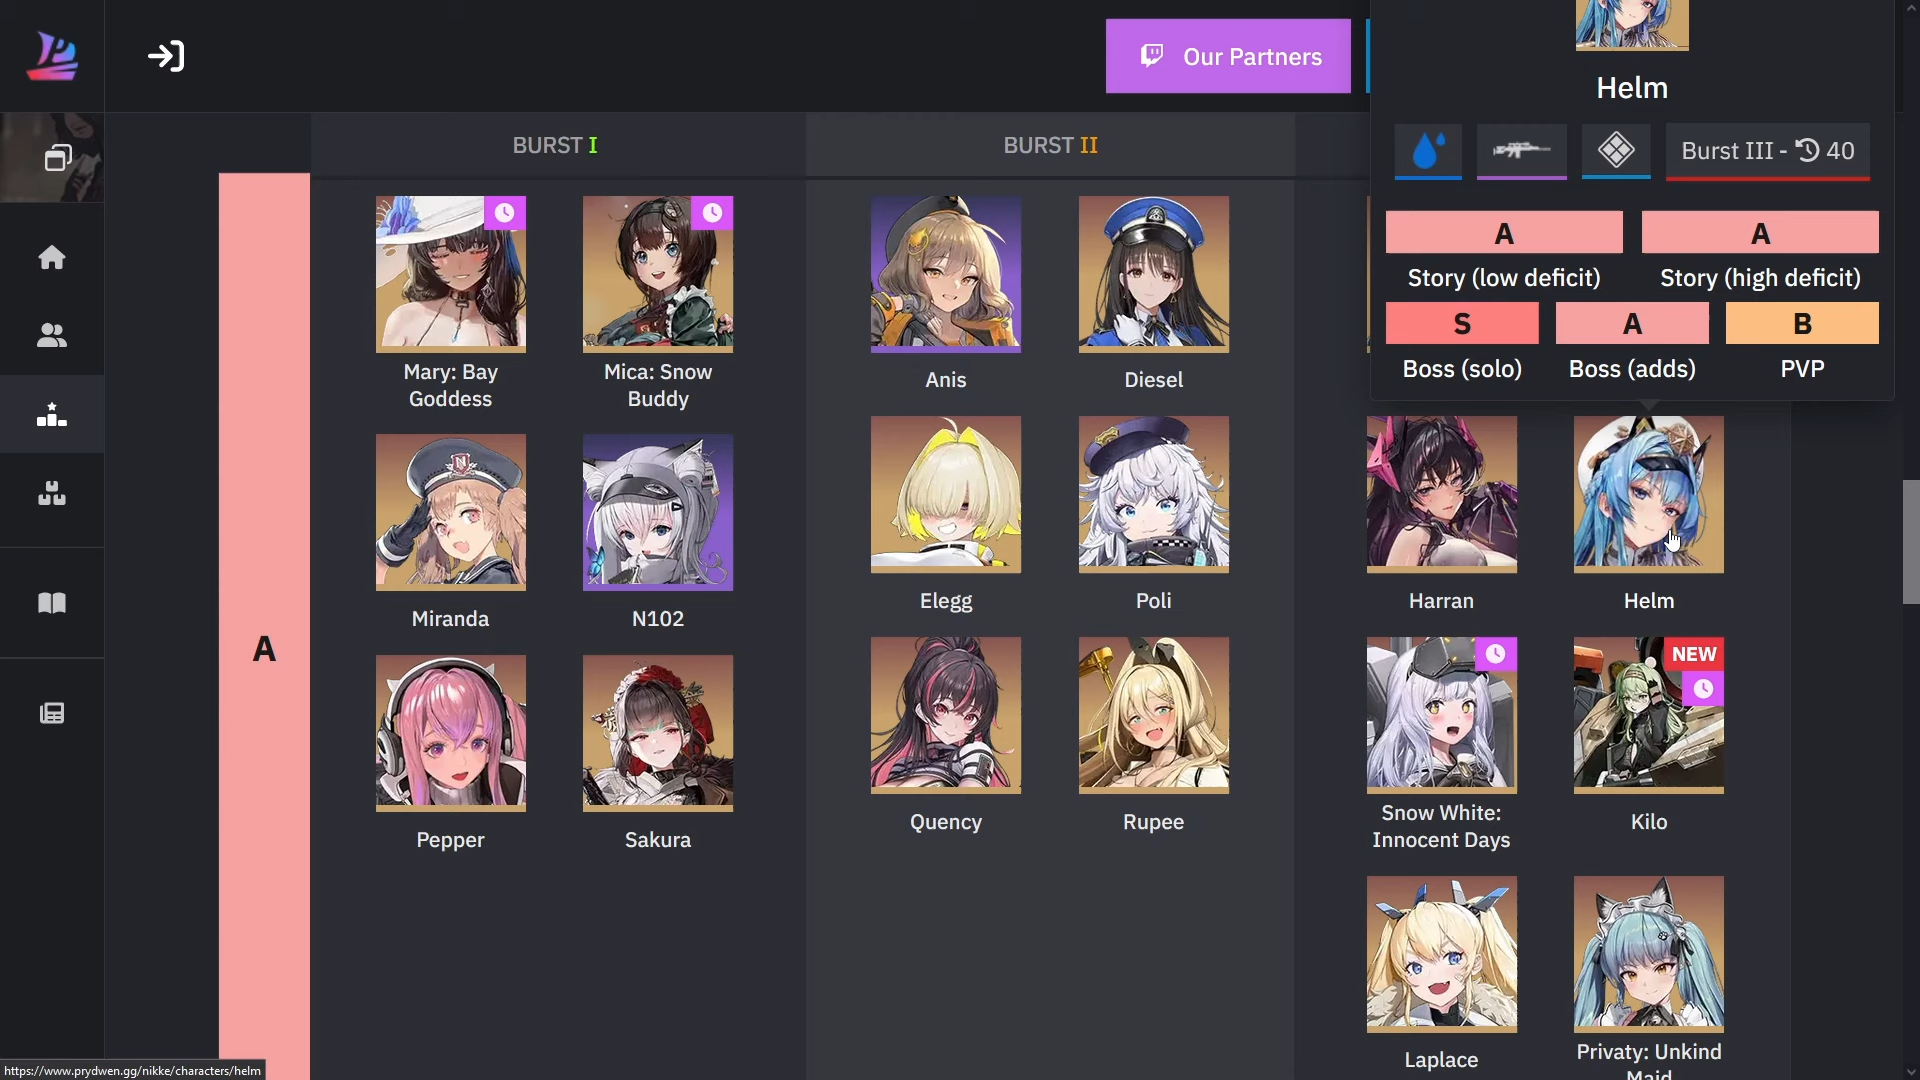 Our Partners
Helm
BURST I
BURST II
Burst III - 40
A
A
Story (low deficit)
Story (high deficit)
S
A
B
Boss (solo)
Boss (adds)
PVP
A
Mary: Bay
Goddess
Mica: Snow
Buddy
Anis
Diesel
Miranda
N102
Elegg
Poli
Harran
Helm
NEW
Pepper
Sakura
Quency
Rupee
Snow White:
Innocent Days
Kilo
Laplace
Privaty: Unkind
Maid
https://www.prydwen.gg/nikke/characters/helm